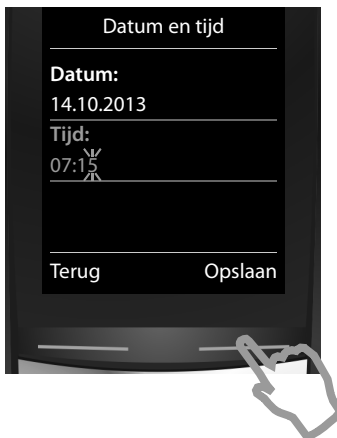 Datum en tijd
Datum:
14.10.2013
Tijd:
07:15
Terug Opslaan